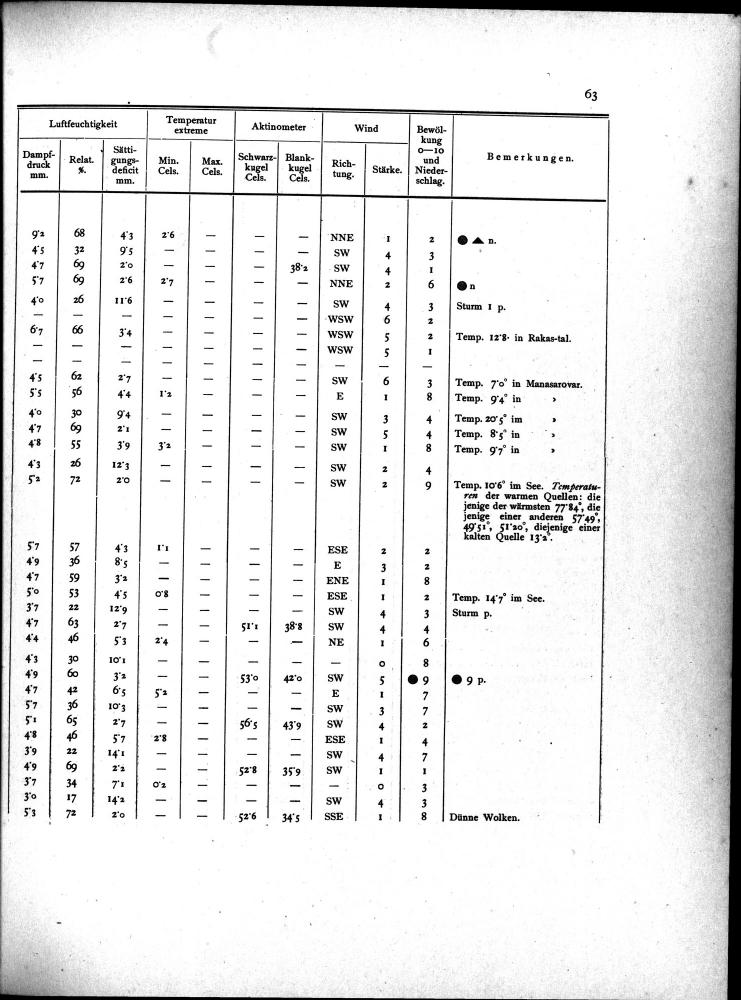 63
Luftfeuchtigkeit Temperatur extreme Aktinometer Wind Bewöl-kung 0—10 und Nieder-schlag. Bemerkungen.
Dampf-druck mm. Relat. %. Sätti-gungs-deficit mm. Min. Cels. Max. Cels. Schwarz-kugel Cels. Blank-kugel Cels. Rich-tung. Stärke.
9·2 68 4·3 2·6 — — — NNE 1 2 ● ▲ n.
4·5 32 9·5 — — — — SW 4 3
4·7 69 2·0 — — — 38·2 SW 4 1
5·7 69 2·6 2·7 — — — NNE 2 6 ● n
4·0 26 11·6 — — — — SW 4 3 Sturm 1 p.
— — — — — — — WSW 6 2
6·7 66 3·4 — — — — WSW 5 2 Temp. 12·8· in Rakas-tal.
— — — — — — — WSW 5 1
— — — — — — — — — —
4·5 62 2·7 — — — — SW 6 3 Temp. 7·0° in Manasarovar.
5·5 56 4·4 1·2 — — — E 1 8 Temp. 9·4° in »
4·0 30 9·4 — — — — SW 3 4 Temp. 20·5° im »
4·7 69 2·1 — — — — SW 5 4 Temp. 8·5° in »
4·8 55 3·9 3·2 — — — SW 1 8 Temp. 9·7° in »
4·3 26 12·3 — — — — SW 2 4
5·2 72 2·0 — — — — SW 2 9 Temp. 10·6° im See. Temperatu-
ren der warmen Quellen: die
jenige der wärmsten 77·84°, die
jenige einer anderen 57·49°,
49·51°, 51·20°, diejenige einer
kalten Quelle 13·2°.
5·7 57 4·3 1·1 — — — ESE 2 2
4·9 36 8·5 — — — — E 3 2
4·7 59 3·2 — — — — ENE 1 8
5·0 53 4·5 0·8 — — — ESE 1 2 Temp. 14·7° im See.
3·7 22 12·9 — — — — SW 4 3 Sturm p.
4·7 63 2·7 — — 51·1 38·8 SW 4 4
4·4 46 5·3 2·4 — — — NE 1 6
4·3 30 10·1 — — — — — 0 8
4·9 60 3·2 — — 53·0 42·0 SW 5 ● 9 ● 9 p.
4·7 42 6·5 5·2 — — — E 1 7
5·7 36 10·3 — — — — SW 3 7
5·1 65 2·7 — — 56·5 43·9 SW 4 2
4·8 46 5·7 2·8 — — — ESE 1 4
3·9 22 14·1 — — — — SW 4 7
4·9 69 2·2 — — 52·8 35·9 SW 1 1
3·7 34 7·1 0·2 — — — — 0 3
3·0 17 14·2 — — — — SW 4 3
5·3 72 2·0 — — 52·6 34·5 SSE 1 8 Dünne Wolken.